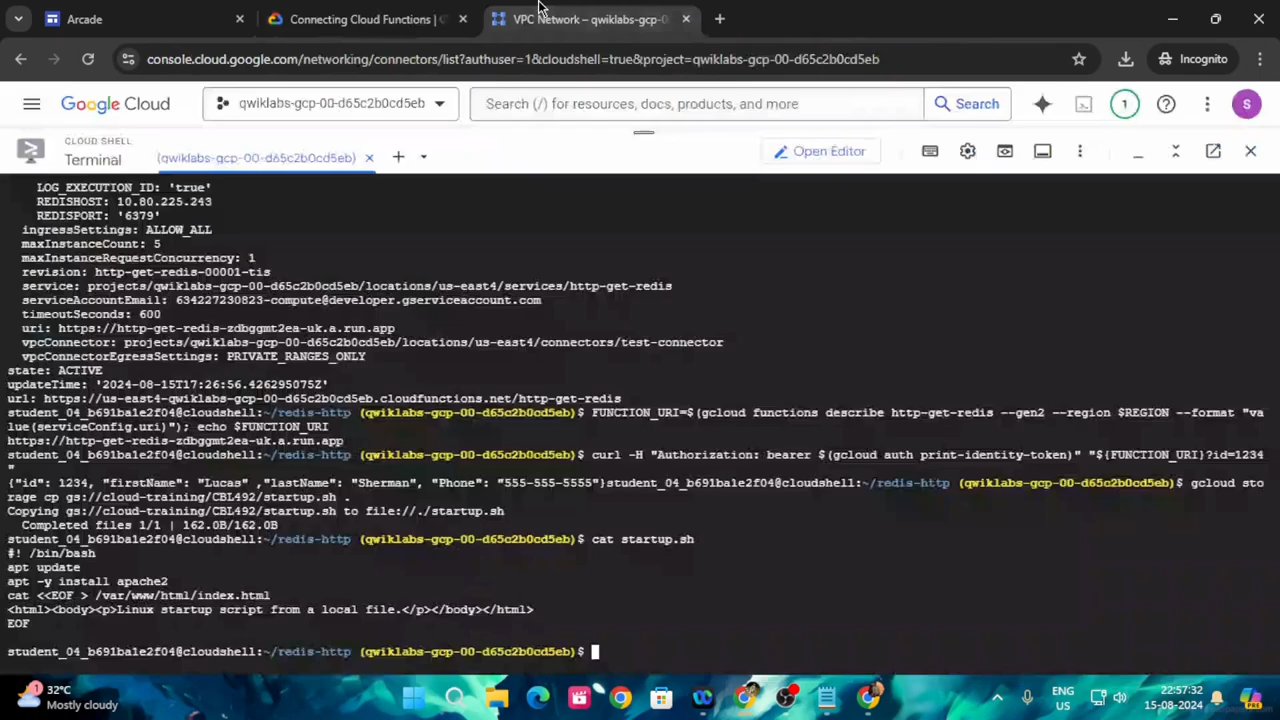 Arcade
Connecting Cloud Functions | G
VPC Network – qwiklabs-gcp-0
console.cloud.google.com/networking/connectors/list?authuser=1&cloudshell=true&project=qwiklabs-gcp-00-d65c2b0cd5eb
Incognito
Google Cloud
qwiklabs-gcp-00-d65c2b0cd5eb
Search (/) for resources, docs, products, and more
Search
1
S
CLOUD SHELL
Terminal
(qwiklabs-gcp-00-d65c2b0cd5eb)
Open Editor
LOG_EXECUTION_ID: 'true'
REDISHOST: 10.80.225.243
REDISPORT: '6379'
ingressSettings: ALLOW_ALL
maxInstanceCount: 5
maxInstanceRequestConcurrency: 1
revision: http-get-redis-00001-tis
service: projects/qwiklabs-gcp-00-d65c2b0cd5eb/locations/us-east4/services/http-get-redis
serviceAccountEmail: 634227230823-compute@developer.gserviceaccount.com
timeoutSeconds: 600
uri: https://http-get-redis-zdbggmt2ea-uk.a.run.app
vpcConnector: projects/qwiklabs-gcp-00-d65c2b0cd5eb/locations/us-east4/connectors/test-connector
vpcConnectorEgressSettings: PRIVATE_RANGES_ONLY
state: ACTIVE
updateTime: '2024-08-15T17:26:56.426295075Z'
url: https://us-east4-qwiklabs-gcp-00-d65c2b0cd5eb.cloudfunctions.net/http-get-redis
student_04_b691ba1e2f04@cloudshell:~/redis-http (qwiklabs-gcp-00-d65c2b0cd5eb)$ FUNCTION_URI=$(gcloud functions describe http-get-redis --gen2 --region $REGION --format "va
lue(serviceConfig.uri)"); echo $FUNCTION_URI
https://http-get-redis-zdbggmt2ea-uk.a.run.app
student_04_b691ba1e2f04@cloudshell:~/redis-http (qwiklabs-gcp-00-d65c2b0cd5eb)$ curl -H "Authorization: bearer $(gcloud auth print-identity-token)" "${FUNCTION_URI}?id=1234
"
{"id": 1234, "firstName": "Lucas" ,"lastName": "Sherman", "Phone": "555-555-5555"}student_04_b691ba1e2f04@cloudshell:~/redis-http (qwiklabs-gcp-00-d65c2b0cd5eb)$ gcloud sto
rage cp gs://cloud-training/CBL492/startup.sh .
Copying gs://cloud-training/CBL492/startup.sh to file://./startup.sh
Completed files 1/1 | 162.0B/162.0B
student_04_b691ba1e2f04@cloudshell:~/redis-http (qwiklabs-gcp-00-d65c2b0cd5eb)$ cat startup.sh
#! /bin/bash
apt update
apt -y install apache2
cat <<EOF > /var/www/html/index.html
<html><body><p>Linux startup script from a local file.</p></body></html>
EOF
student_04_b691ba1e2f04@cloudshell:~/redis-http (qwiklabs-gcp-00-d65c2b0cd5eb)$
1
32°C
Mostly cloudy
ENG
US
22:57:32
15-08-2024
PRE